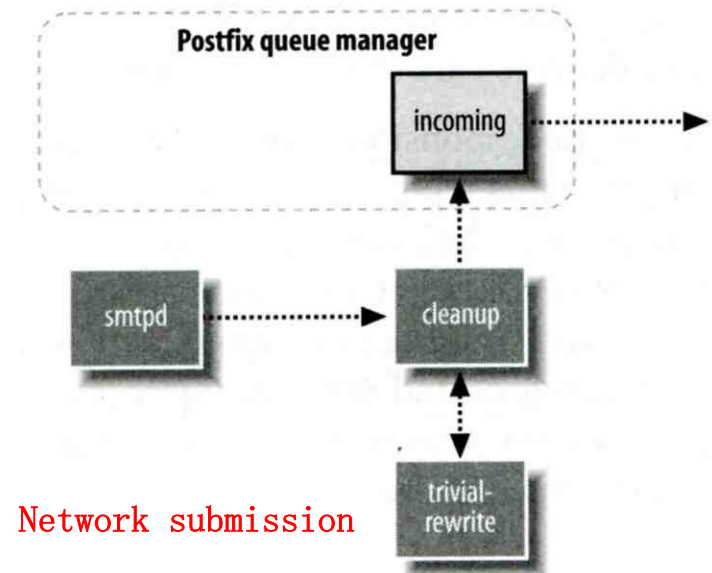 Postfix queue manager
incoming
smtpd
cleanup
trivial-
rewrite
Network submission